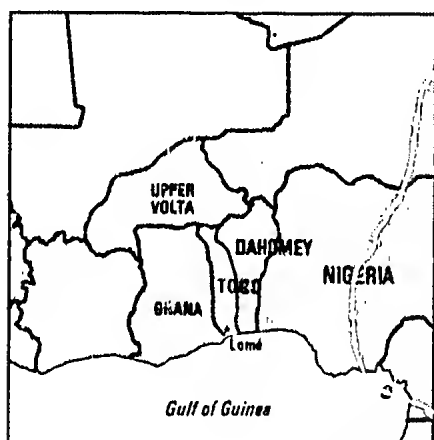 UPPER
VOLTA
DAHOMEY
NIGERIA
TOGO
GHANA
Lomé
Gulf of Guinea